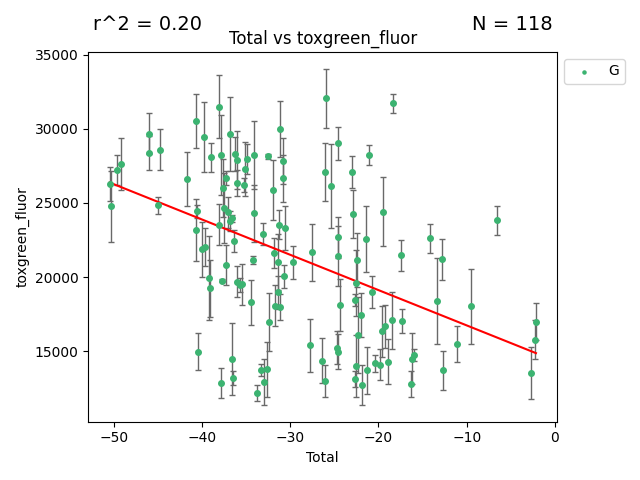 r^2 = 0.20 N = 118
Total vs toxgreen_fluor
35000
30000
25000
20000
15000
toxgreen_fluor
−50 −40 −30 −20 −10 0
Total
G